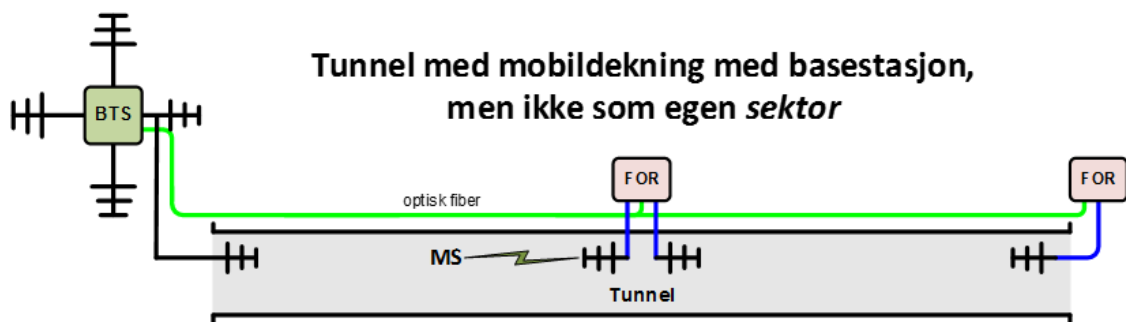 Tunnel med mobildekning med basestasjon,
men ikke som egen sektor
BTS
FOR
FOR
optisk fiber
MS
Tunnel